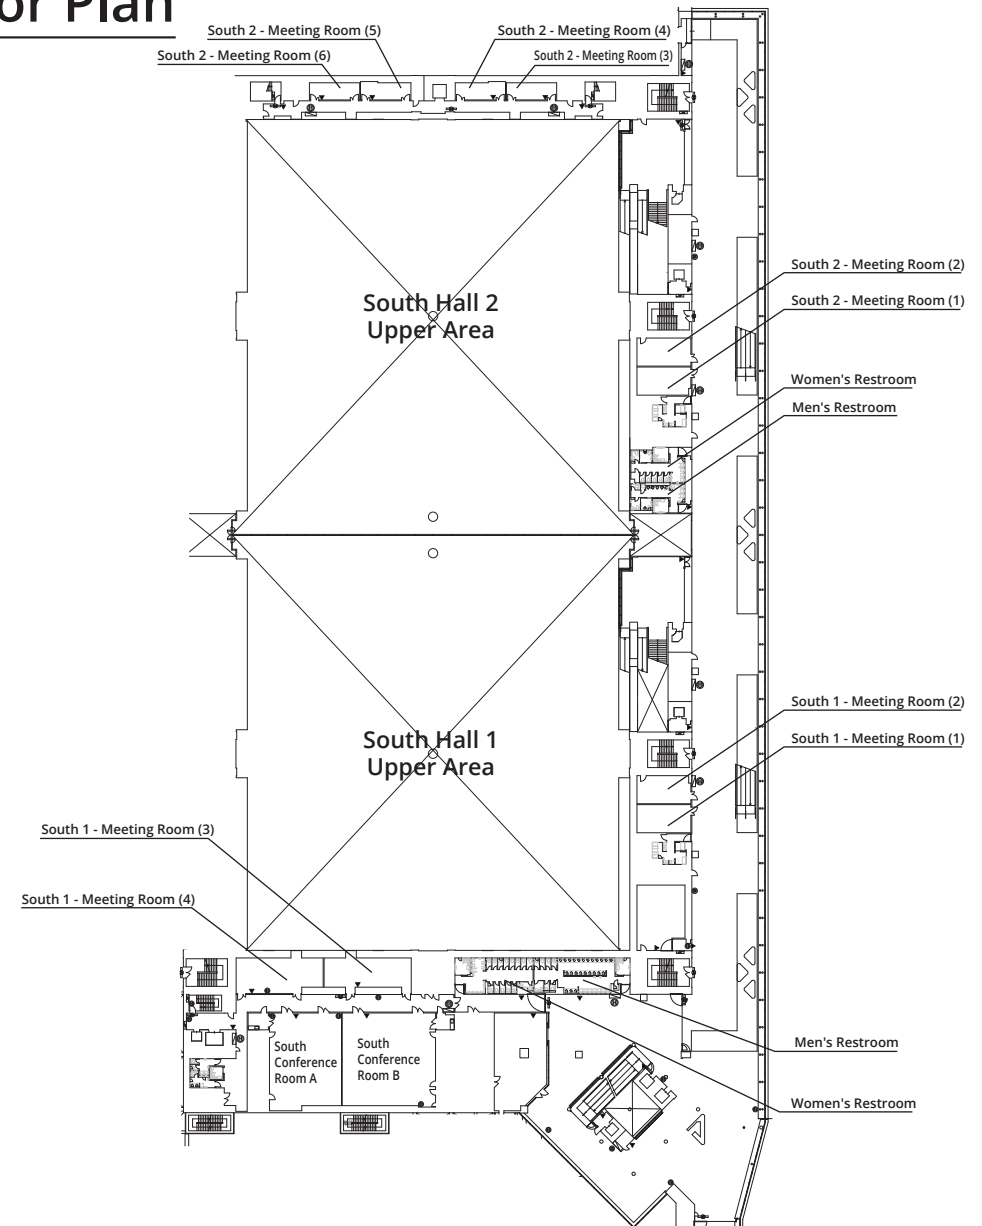 or Plan
South 2 - Meeting Room (5)
South 2 - Meeting Room (4)
South 2 - Meeting Room (6)
South 2 - Meeting Room (3)
South 2 - Meeting Room (2)
South Hall 2
Upper Area
South 2 - Meeting Room (1)
Women's Restroom
Men's Restroom
South 1 - Meeting Room (2)
South Hall 1
Upper Area
South 1 - Meeting Room (1)
South 1 - Meeting Room (3)
South 1 - Meeting Room (4)
South
Conference
Room A
South
Conference
Room B
Men's Restroom
Women's Restroom